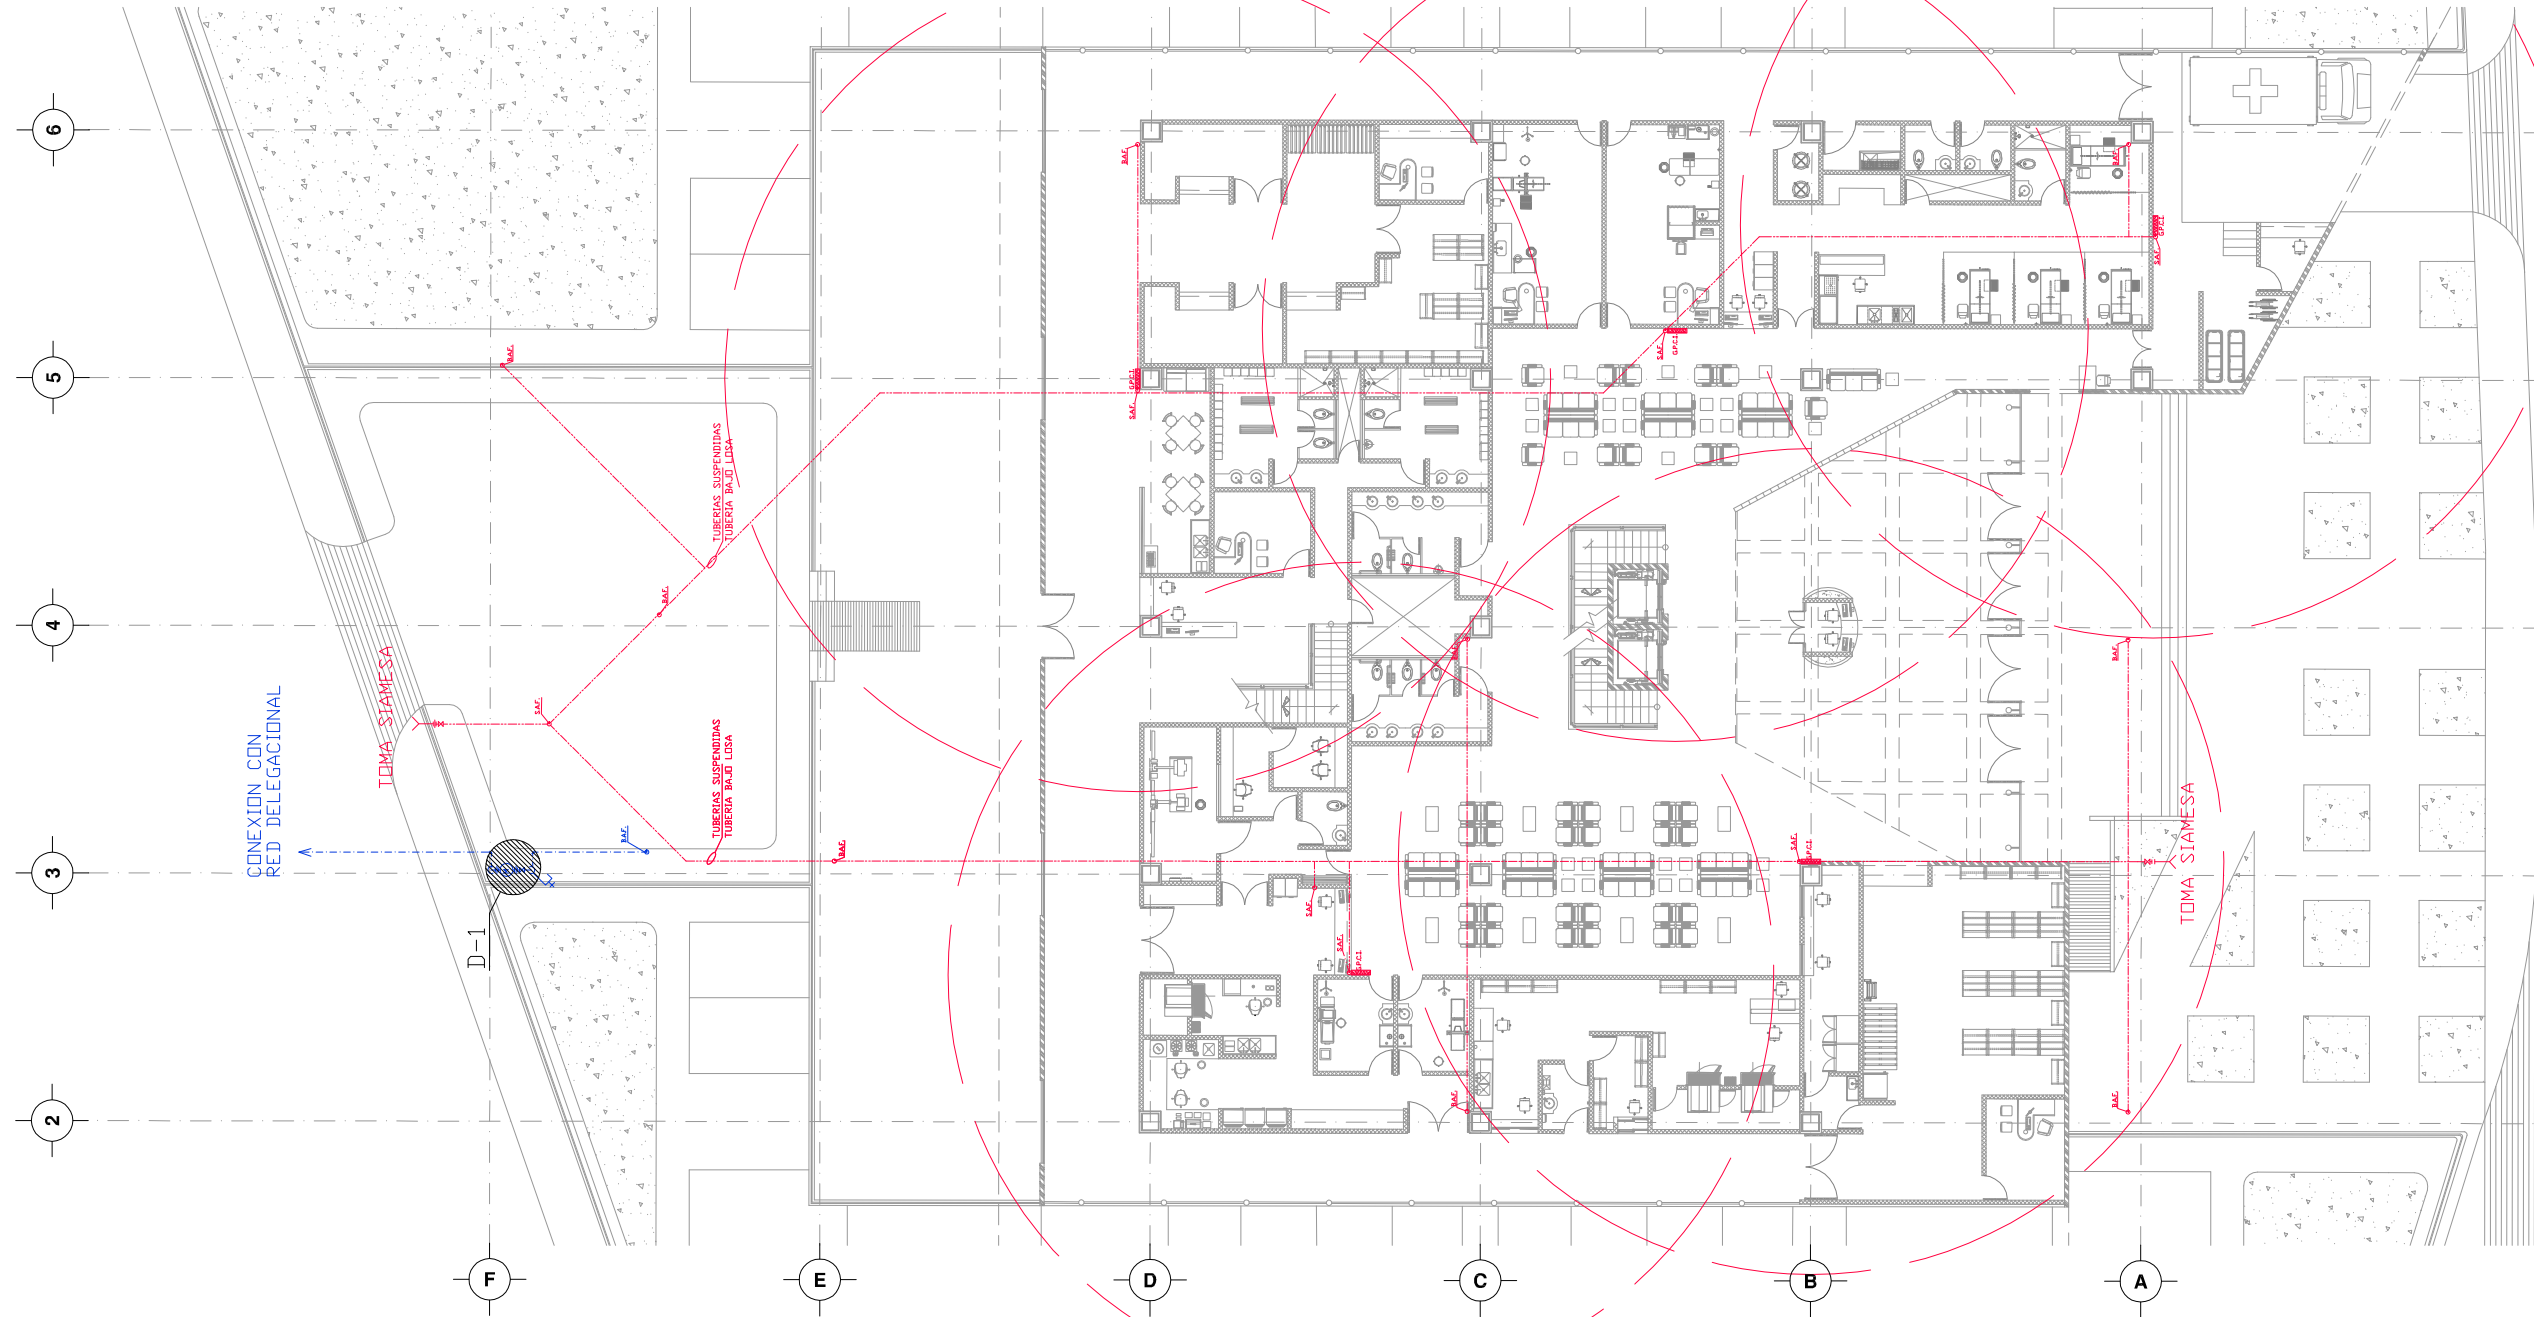 6
B.A.F.
B.A.F.
G.P.C.I.
S.A.F.
S.A.F.
G.P.C.I.
B.A.F.
5
G.P.C.I.
S.A.F.
TUBERIAS SUSPENDIDAS
TUBERIA BAJO LOSA
B.A.F.
4
B.A.F.
B.A.F.
TOMA SIAMESA
CONEXION CON
RED DELEGACIONAL
S.A.F.
TUBERIAS SUSPENDIDAS
TUBERIA BAJO LOSA
B.A.F.
B.A.F.
S.A.F.
G.P.C.I.
TOMA SIAMESA
3
D-1
S.A.F.
S.A.F.
G.P.C.I.
B.A.F.
B.A.F.
2
F
E
D
C
B
A